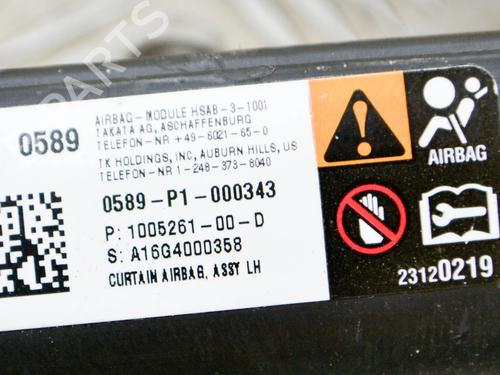 0589
AIRBAG-MODULE HSAB-3-1001
TAKATA AG, ASCHAFFENBURG
TELEFON-NR +49-6021-65-0
TK HOLDINGS, INC, AUBURN HILLS, US
TELEFON-NR 1-248-373-8040
0589-P1-000343
P: 1005261-00-D
S: A16G4000358
CURTAIN AIRBAG, ASSY LH
AIRBAG
23120219
PARTS